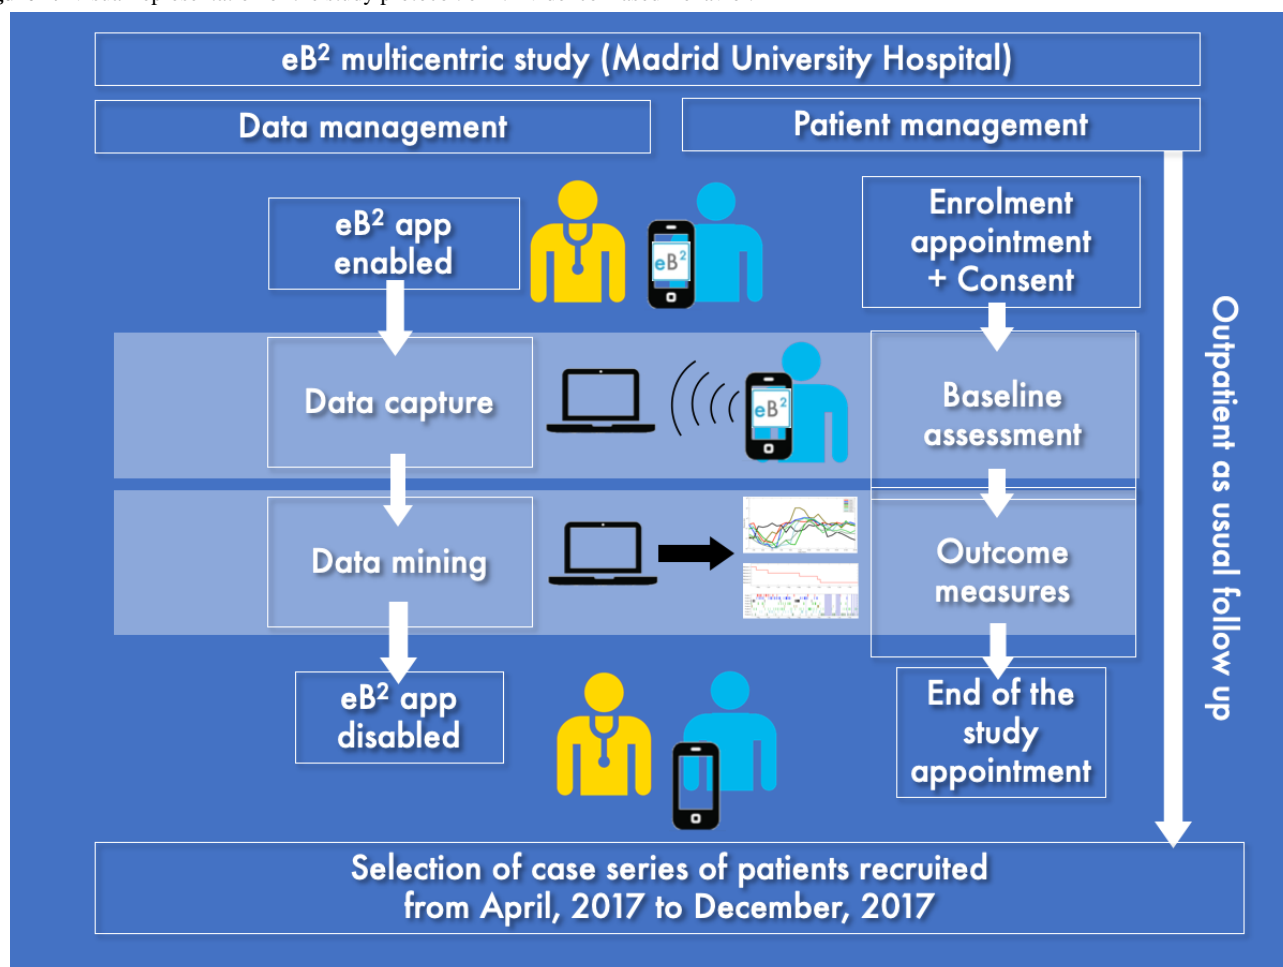 eB² multicentric study (Madrid University Hospital)
Data management
Patient management
eB² app
enabled
eB²
Enrolment
appointment
+ Consent
Data capture
eB²
Baseline
assessment
Data mining
Outcome
measures
Outpatient as usual follow up
eB² app
disabled
End of the
study
appointment
Selection of case series of patients recruited
from April, 2017 to December, 2017